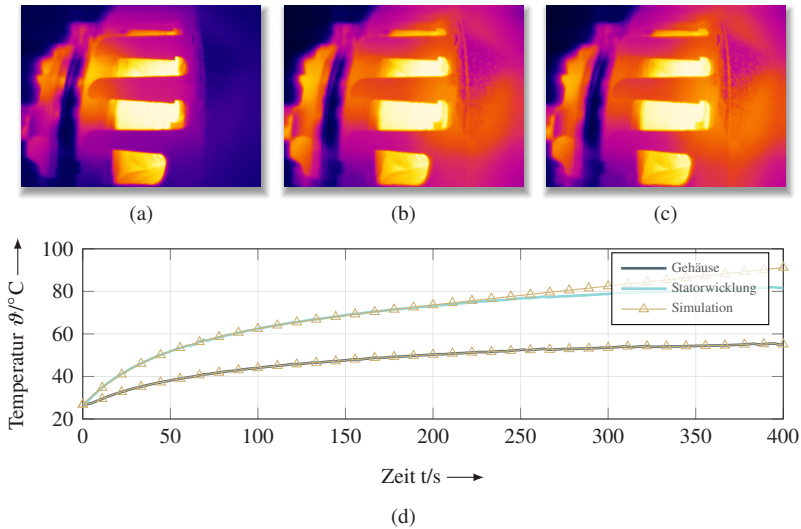 (a) (b) (c)
100
80
60
40
20
0 50 100 150 200 250 300 350 400
Temperatur ϑ/°C
Zeit t/s
Gehäuse
Statorwicklung
Simulation
(d)